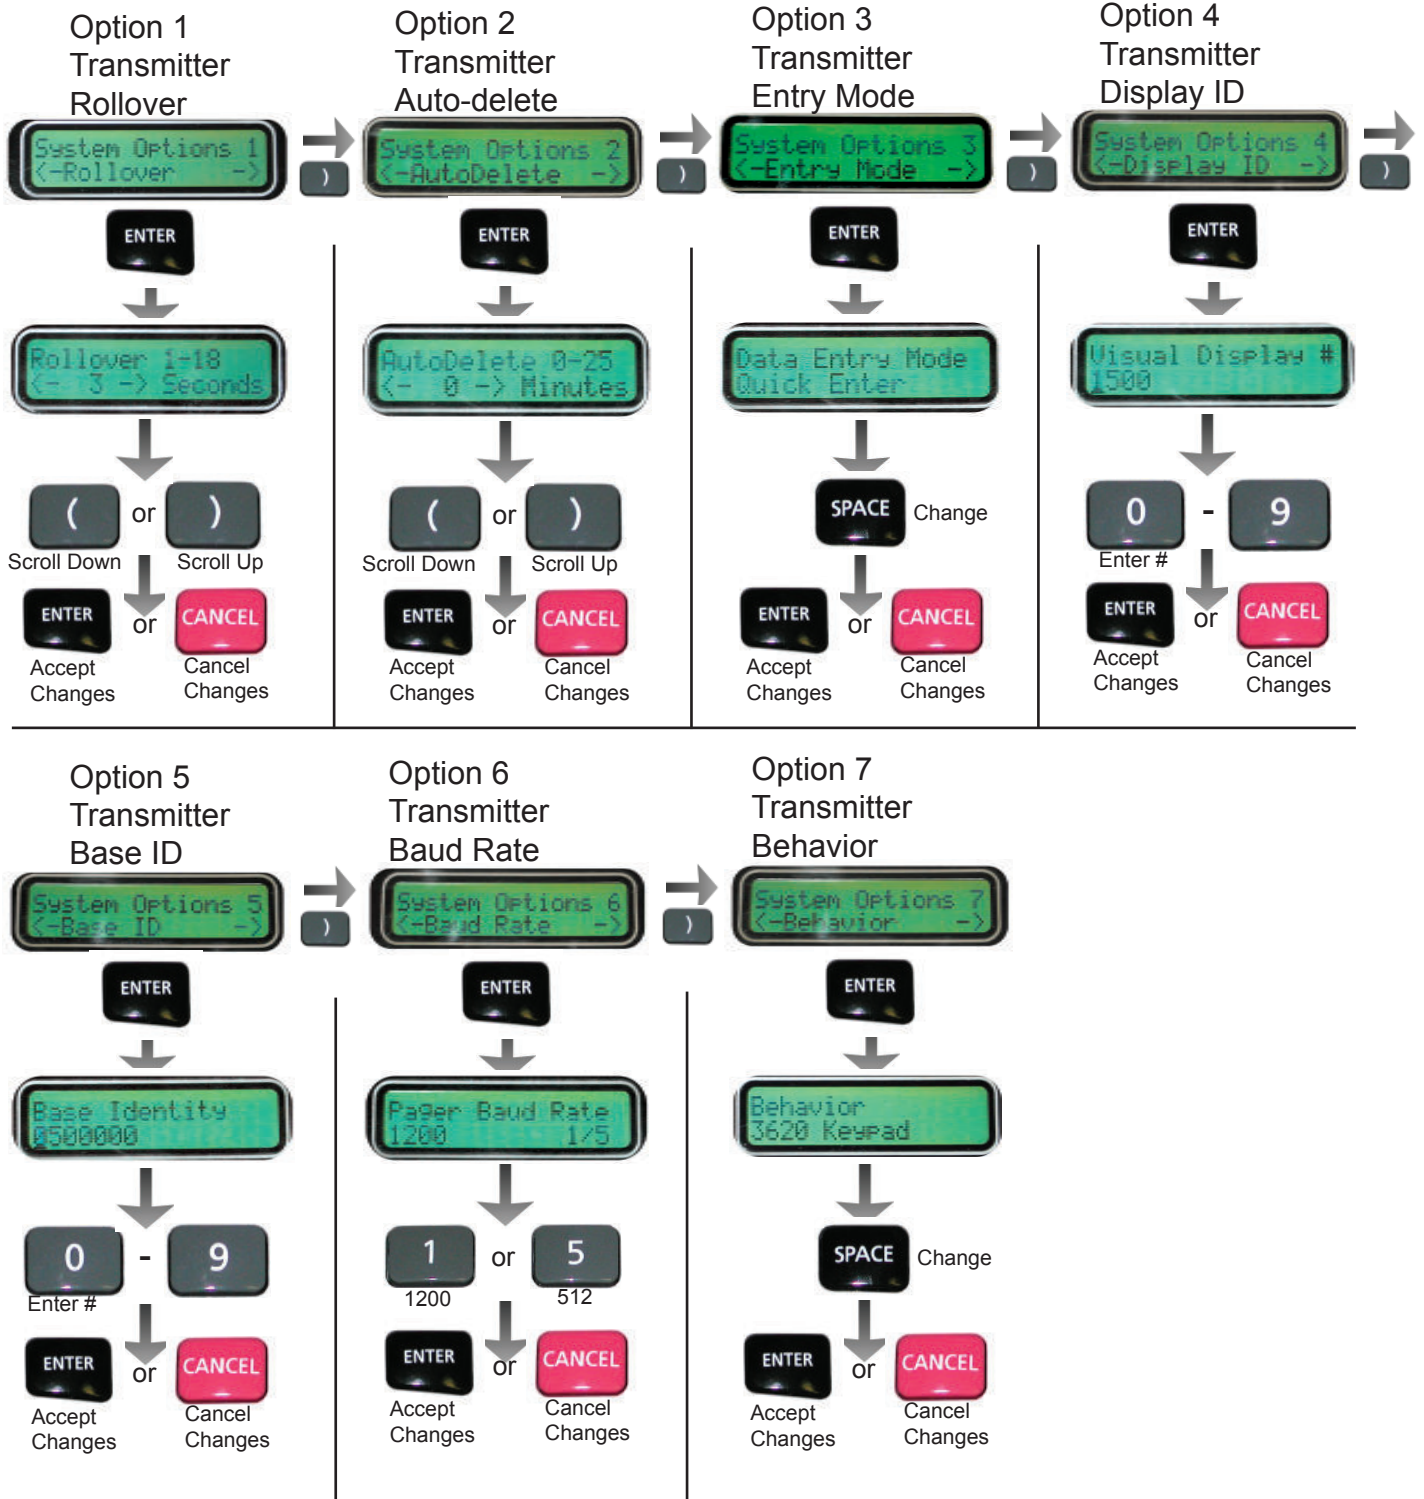 Option 1
Transmitter
Rollover
System Options 1
<-Rollover ->
)
ENTER
Rollover 1-18
<- 3 -> Seconds
( or )
Scroll Down Scroll Up
ENTER or CANCEL
Accept Changes
Cancel Changes
Option 2
Transmitter
Auto-delete
System Options 2
<-AutoDelete ->
)
ENTER
AutoDelete 0-25
<- 0 -> Minutes
( or )
Scroll Down Scroll Up
ENTER or CANCEL
Accept Changes
Cancel Changes
Option 3
Transmitter
Entry Mode
System Options 3
<-Entry Mode ->
)
ENTER
Data Entry Mode
Quick Enter
SPACE Change
ENTER or CANCEL
Accept Changes
Cancel Changes
Option 4
Transmitter
Display ID
System Options 4
<-Display ID ->
)
ENTER
Visual Display #
1500
0 - 9
Enter #
ENTER or CANCEL
Accept Changes
Cancel Changes
Option 5
Transmitter
Base ID
System Options 5
<-Base ID ->
)
ENTER
Base Identity
0500000
0 - 9
Enter #
ENTER or CANCEL
Accept Changes
Cancel Changes
Option 6
Transmitter
Baud Rate
System Options 6
<-Baud Rate ->
)
ENTER
Pager Baud Rate
1200 1/5
1 or 5
1200 512
ENTER or CANCEL
Accept Changes
Cancel Changes
Option 7
Transmitter
Behavior
System Options 7
<-Behavior ->
ENTER
Behavior
3620 Keypad
SPACE Change
ENTER or CANCEL
Accept Changes
Cancel Changes